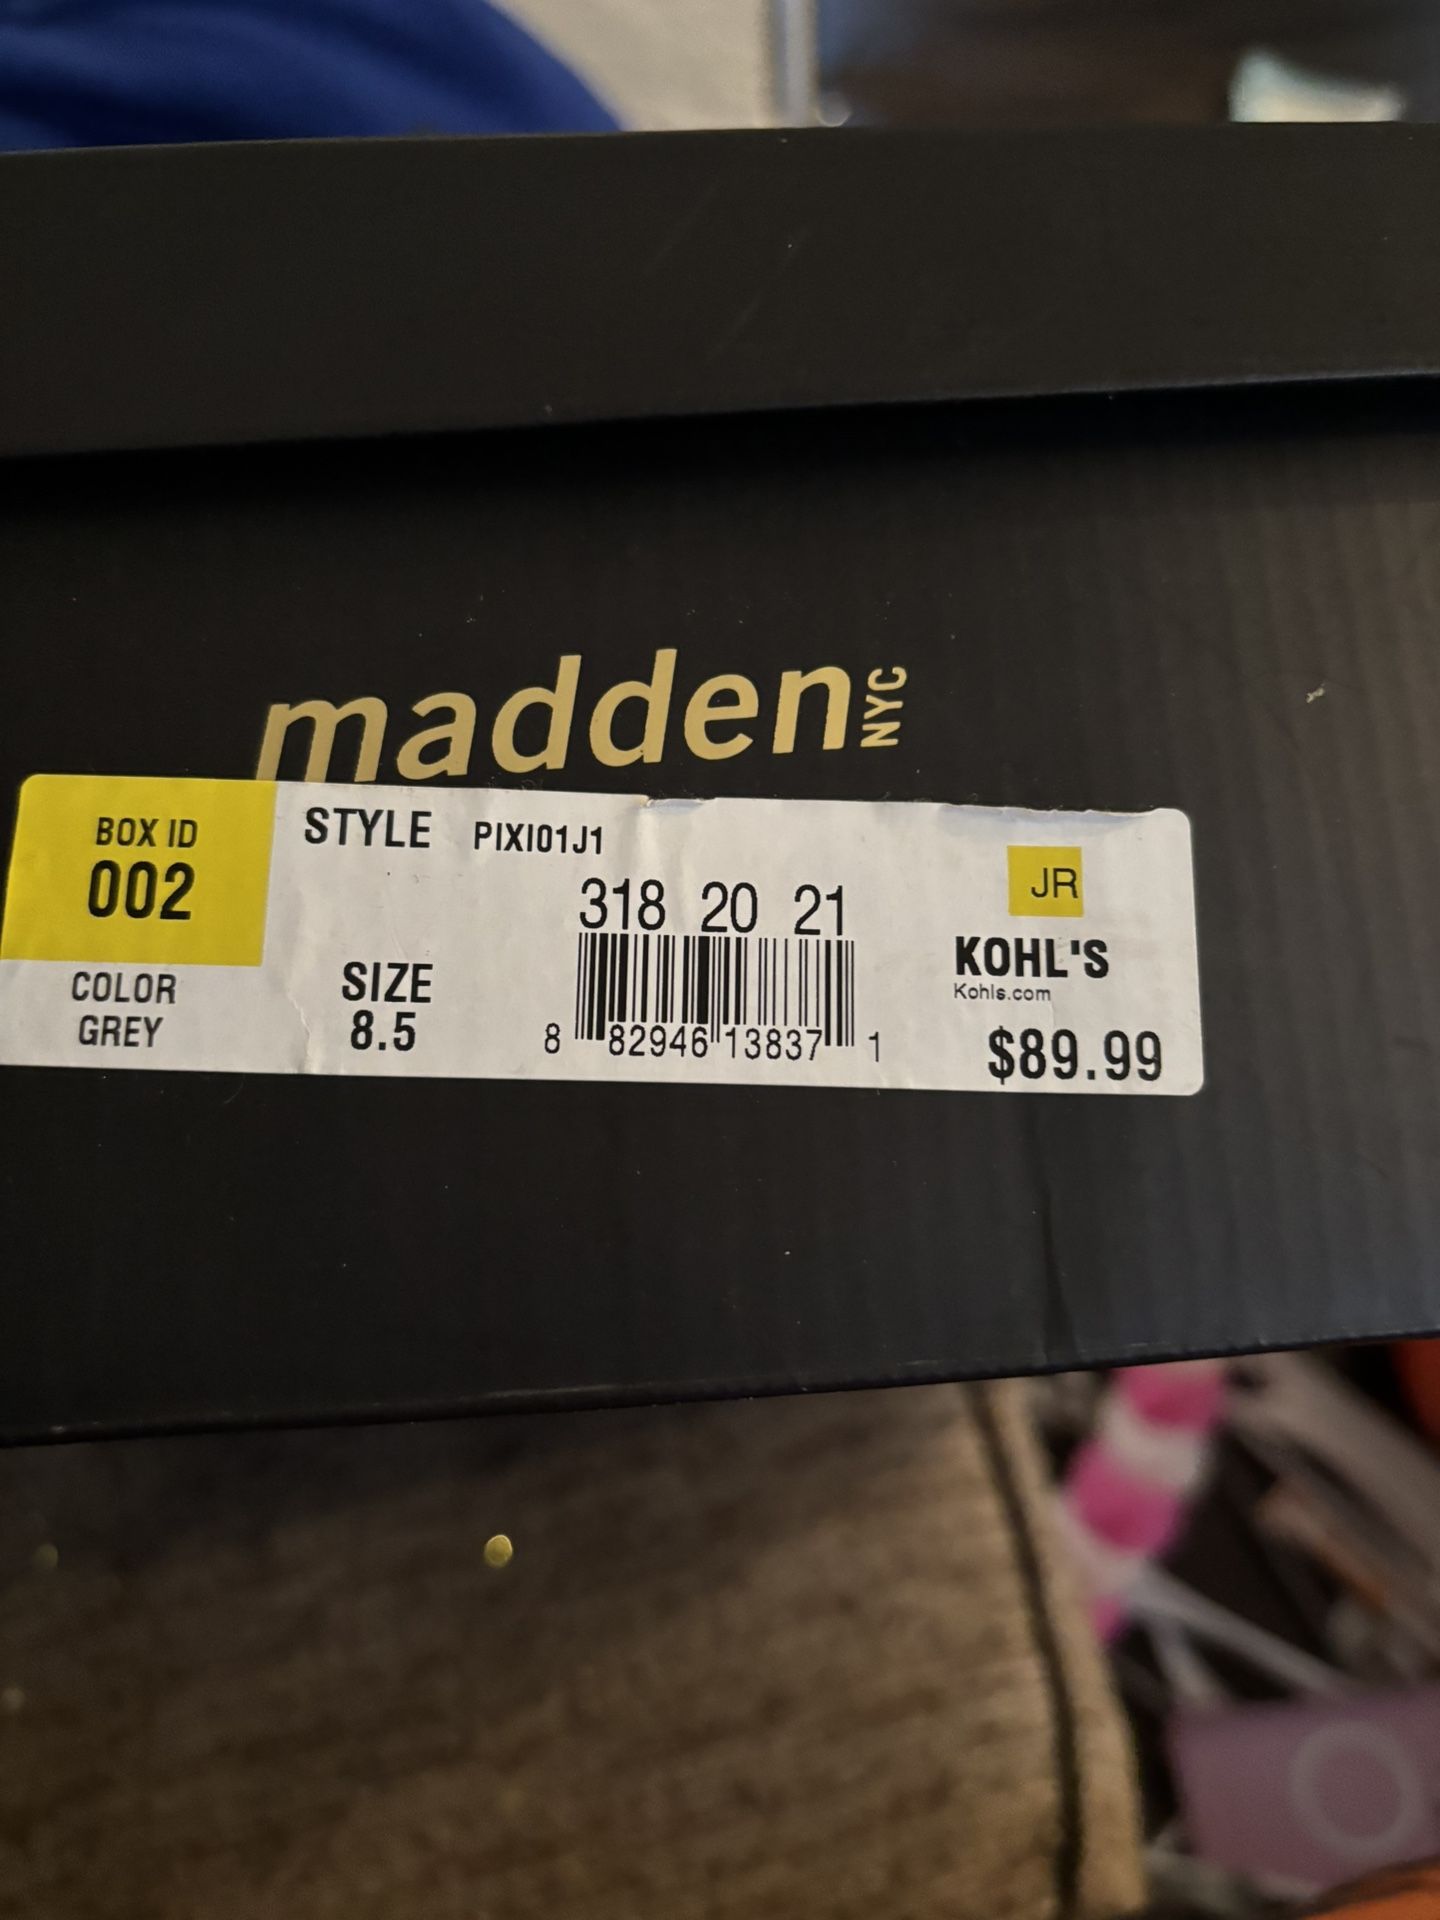 madden NYC
BOX ID
002
STYLE PIXI01J1
318 20 21
JR
COLOR
GREY
SIZE
8.5
8 82946 13837 1
KOHL'S
Kohls.com
$89.99